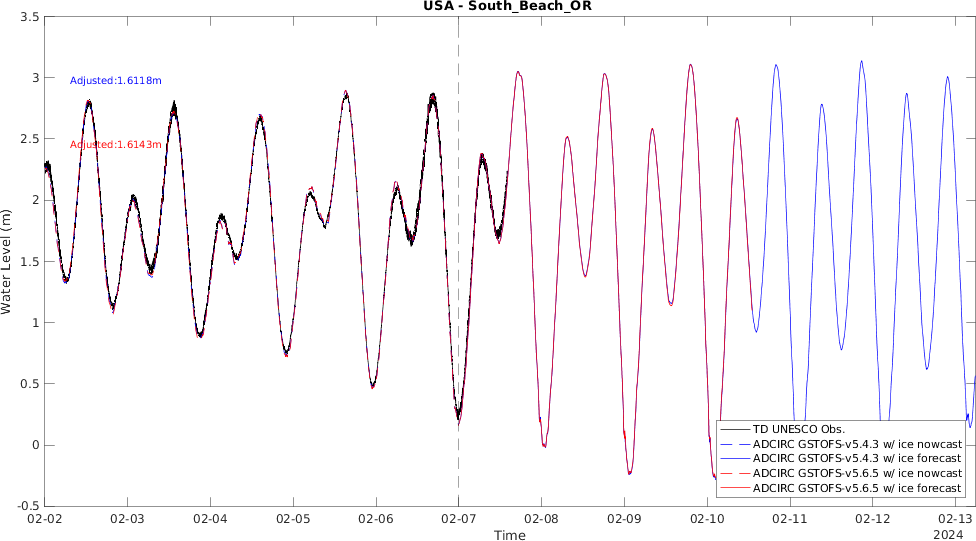 USA - South_Beach_OR
3.5
3
2.5
2
1.5
1
0.5
0
-0.5
Water Level (m)
Adjusted:1.6118m
Adjusted:1.6143m
TD UNESCO Obs.
ADCIRC GSTOFS-v5.4.3 w/ ice nowcast
ADCIRC GSTOFS-v5.4.3 w/ ice forecast
ADCIRC GSTOFS-v5.6.5 w/ ice nowcast
ADCIRC GSTOFS-v5.6.5 w/ ice forecast
02-02 02-03 02-04 02-05 02-06 02-07 02-08 02-09 02-10 02-11 02-12 02-13
Time
2024